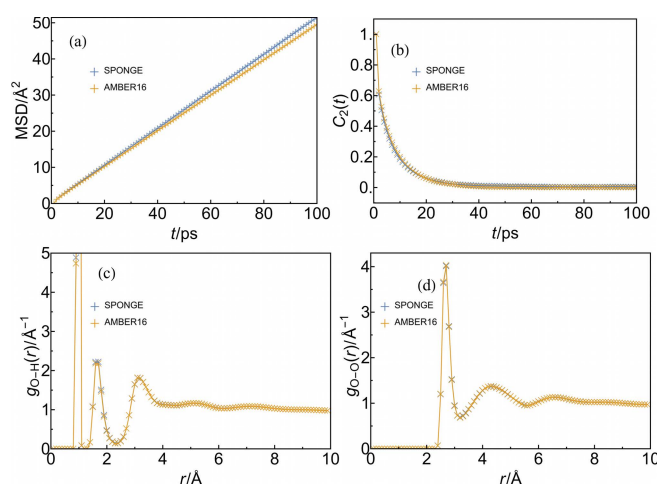 (a)
SPONGE
AMBER16
MSD/Å²
50
40
30
20
10
0
0 20 40 60 80 100
t/ps
(b)
SPONGE
AMBER16
C₂(t)
1.0
0.8
0.6
0.4
0.2
0.
0 20 40 60 80 100
t/ps
(c)
SPONGE
AMBER16
gO–H(r)/Å⁻¹
5
4
3
2
1
0
0 2 4 6 8 10
r/Å
(d)
SPONGE
AMBER16
gO–O(r)/Å⁻¹
4
3
2
1
0
0 2 4 6 8 10
r/Å